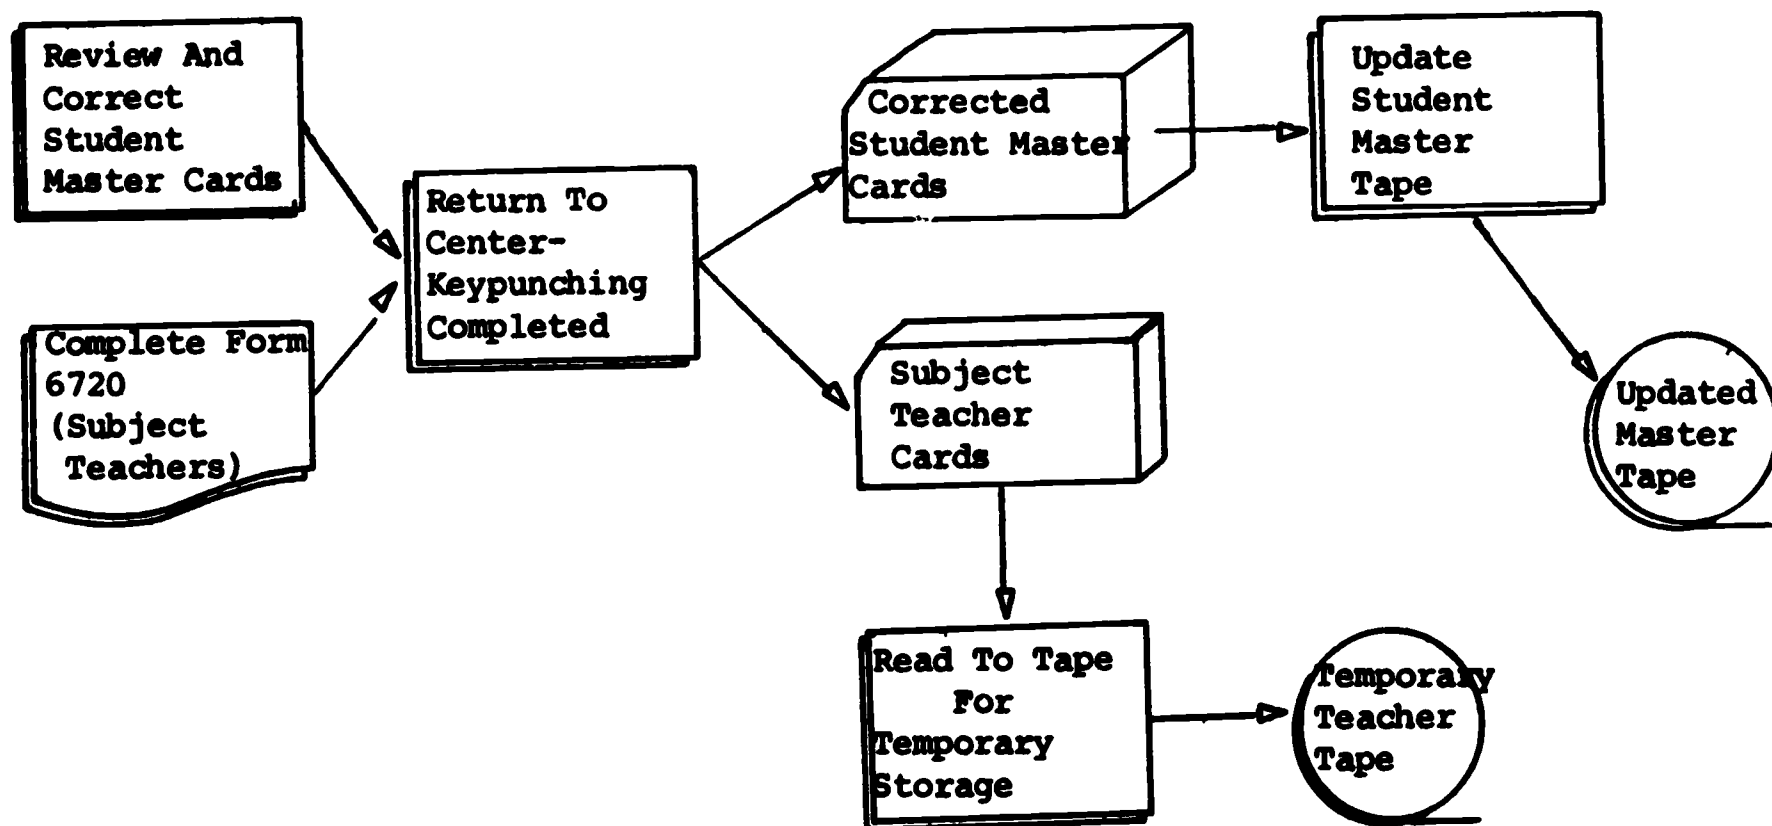 Review And
Correct
Student
Master Cards
Complete Form
6720
(Subject
Teachers)
Return To
Center-
Keypunching
Completed
Corrected
Student Master
Cards
Subject
Teacher
Cards
Update
Student
Master
Tape
Updated
Master
Tape
Read To Tape
For
Temporary
Storage
Temporary
Teacher
Tape